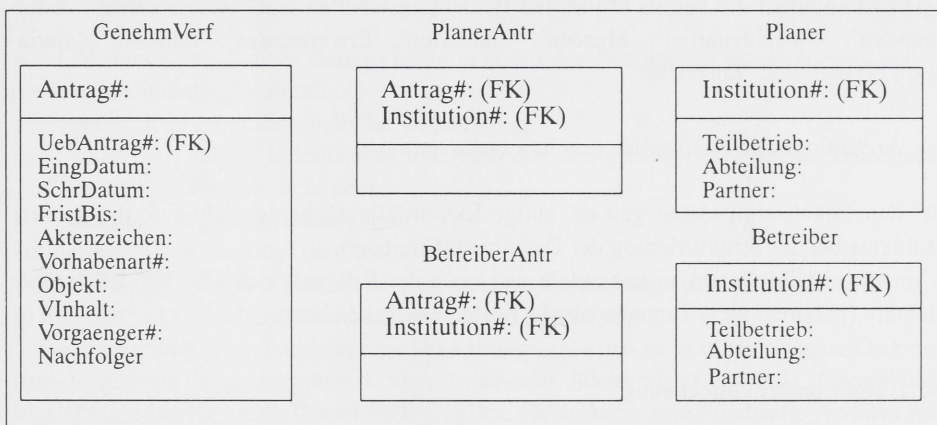 GenehmVerf
Antrag#:
UebAntrag#: (FK)
EingDatum:
SchrDatum:
FristBis:
Aktenzeichen:
Vorhabenart#:
Objekt:
VInhalt:
Vorgaenger#:
Nachfolger
PlanerAntr
Antrag#: (FK)
Institution#: (FK)
BetreiberAntr
Antrag#: (FK)
Institution#: (FK)
Planer
Institution#: (FK)
Teilbetrieb:
Abteilung:
Partner:
Betreiber
Institution#: (FK)
Teilbetrieb:
Abteilung:
Partner: